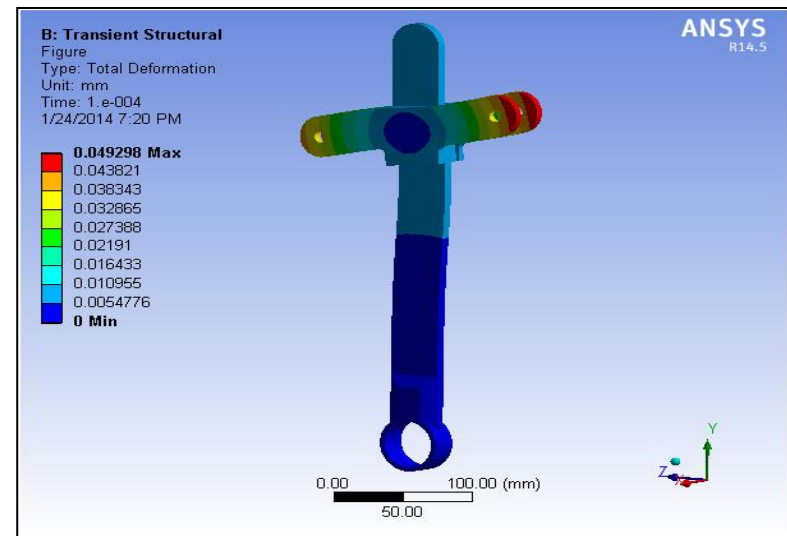 B: Transient Structural
Figure
Type: Total Deformation
Unit: mm
Time: 1.e-004
1/24/2014 7:20 PM
ANSYS
R14.5
0.049298 Max
0.043821
0.038343
0.032865
0.027388
0.02191
0.016433
0.010955
0.0054776
0 Min
0.00 100.00 (mm)
50.00
Y
Z X